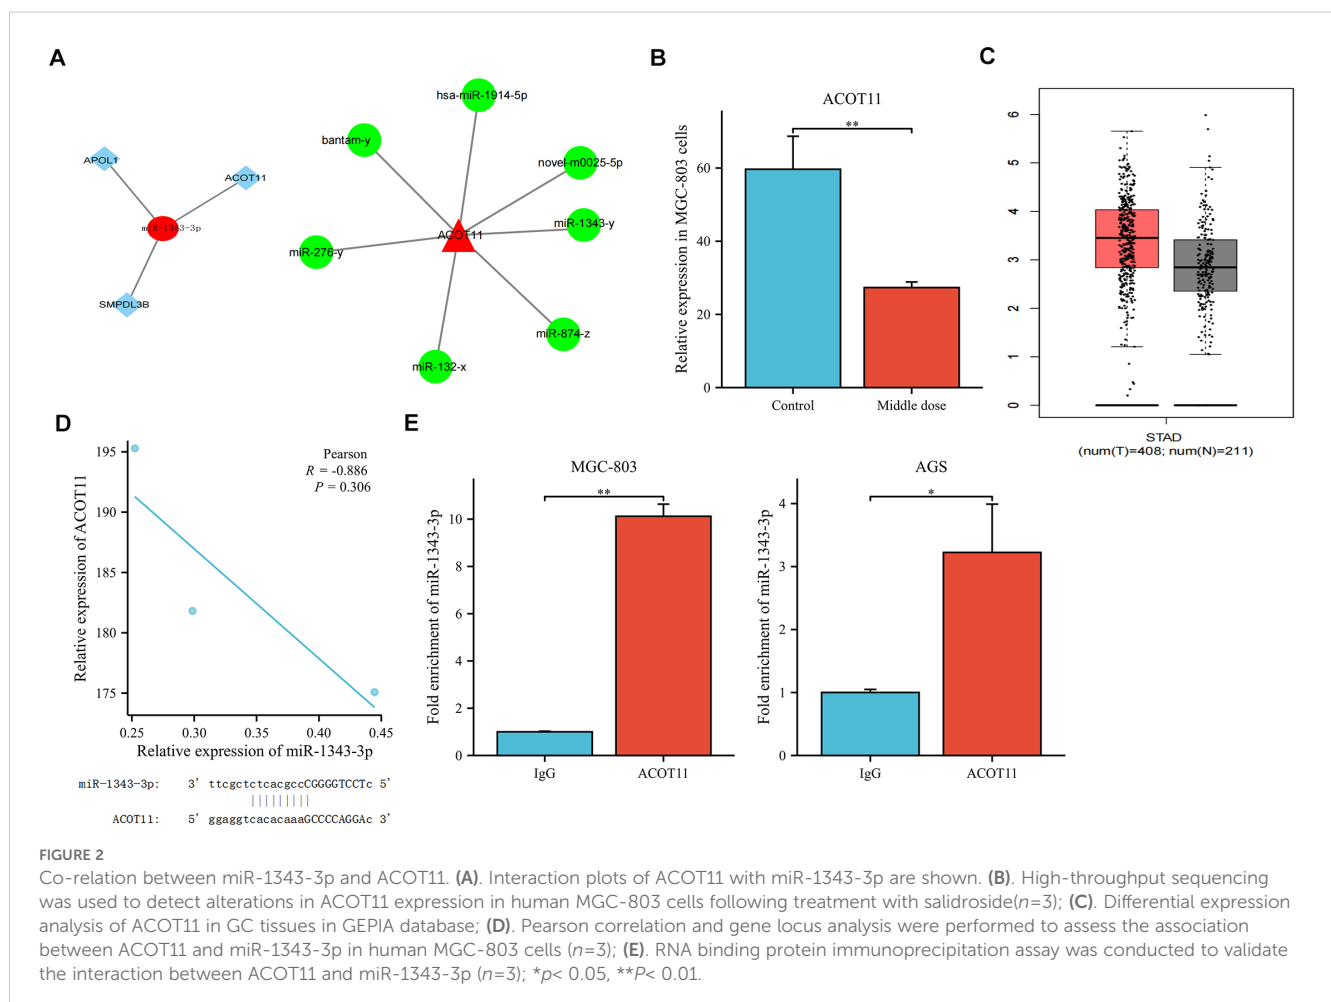 A
APOL1
ACOT11
miR-1343-3p
SMPDL3B
hsa-miR-1914-5p
bantam-y
novel-m0025-5p
miR-1343-y
ACOT11
miR-276-y
miR-874-z
miR-132-x
B
ACOT11
**
Relative expression in MGC-803 cells
60
40
20
0
Control
Middle dose
C
6
5
4
3
2
1
0
STAD
(num(T)=408; num(N)=211)
D
Pearson
R = -0.886
P = 0.306
Relative expression of ACOT11
195
190
185
180
175
0.25
0.30
0.35
0.40
0.45
Relative expression of miR-1343-3p
miR-1343-3p: 3' ttcgctctcacgccCGGGGTCCTc 5'
|||||||||
ACOT11: 5' ggaggtcacacaaaGCCCCAGGAc 3'
E
MGC-803
**
Fold enrichment of miR-1343-3p
10
8
6
4
2
0
IgG
ACOT11
AGS
*
Fold enrichment of miR-1343-3p
4
3
2
1
0
IgG
ACOT11
FIGURE 2
Co-relation between miR-1343-3p and ACOT11. (A). Interaction plots of ACOT11 with miR-1343-3p are shown. (B). High-throughput sequencing
was used to detect alterations in ACOT11 expression in human MGC-803 cells following treatment with salidroside(n=3); (C). Differential expression
analysis of ACOT11 in GC tissues in GEPIA database; (D). Pearson correlation and gene locus analysis were performed to assess the association
between ACOT11 and miR-1343-3p in human MGC-803 cells (n=3); (E). RNA binding protein immunoprecipitation assay was conducted to validate
the interaction between ACOT11 and miR-1343-3p (n=3); *p< 0.05, **P< 0.01.